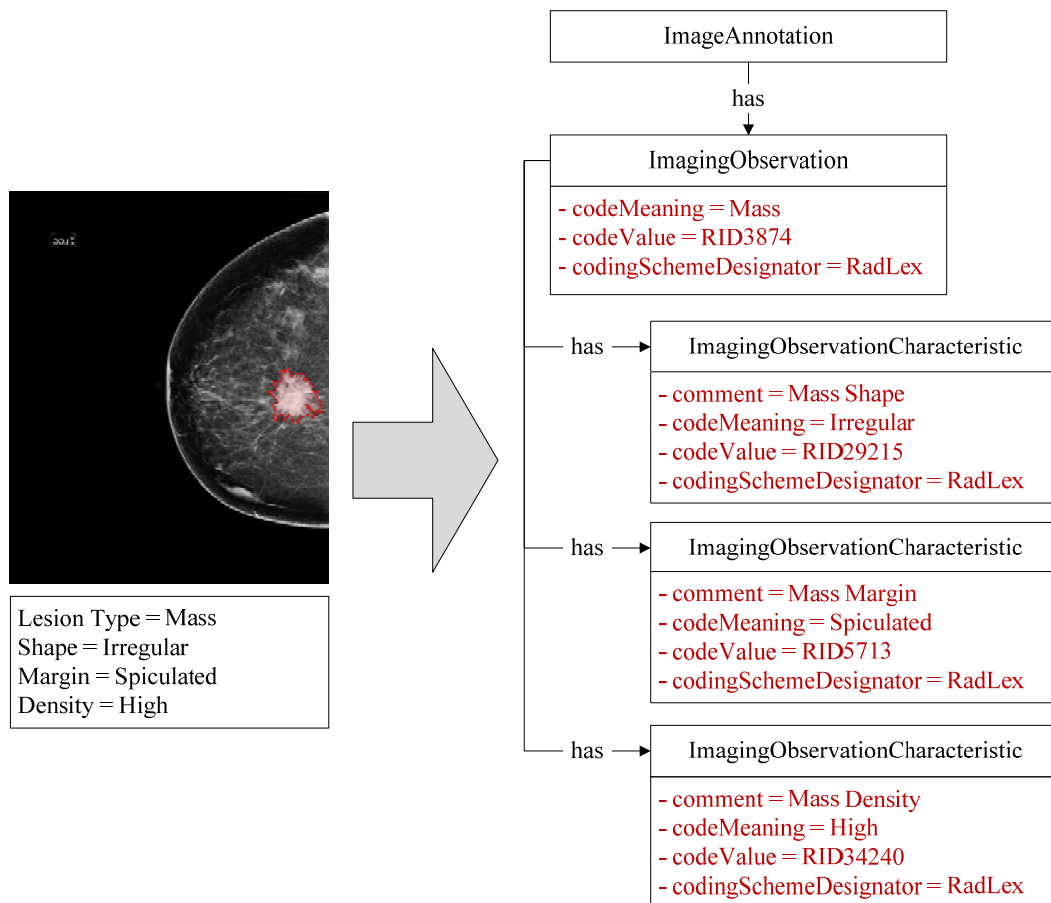 ImageAnnotation
has
ImagingObservation
- codeMeaning = Mass
- codeValue = RID3874
- codingSchemeDesignator = RadLex
has
ImagingObservationCharacteristic
- comment = Mass Shape
- codeMeaning = Irregular
- codeValue = RID29215
- codingSchemeDesignator = RadLex
has
ImagingObservationCharacteristic
- comment = Mass Margin
- codeMeaning = Spiculated
- codeValue = RID5713
- codingSchemeDesignator = RadLex
has
ImagingObservationCharacteristic
- comment = Mass Density
- codeMeaning = High
- codeValue = RID34240
- codingSchemeDesignator = RadLex
Lesion Type = Mass
Shape = Irregular
Margin = Spiculated
Density = High